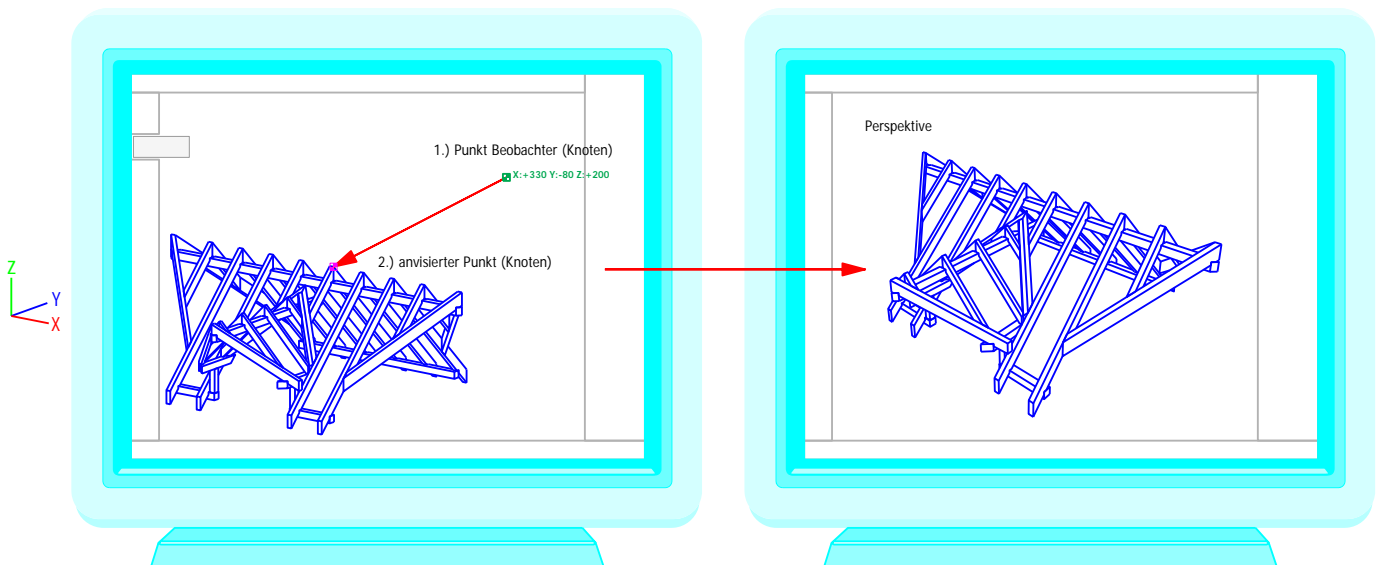 1.) Punkt Beobachter (Knoten)
X:+330 Y:-80 Z:+200
2.) anvisierter Punkt (Knoten)
Z
Y
X
Perspektive